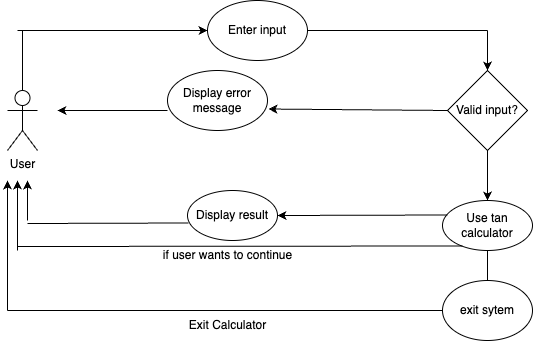 Enter input
Display error
message
Valid input?
User
Display result
Use tan
calculator
if user wants to continue
exit sytem
Exit Calculator